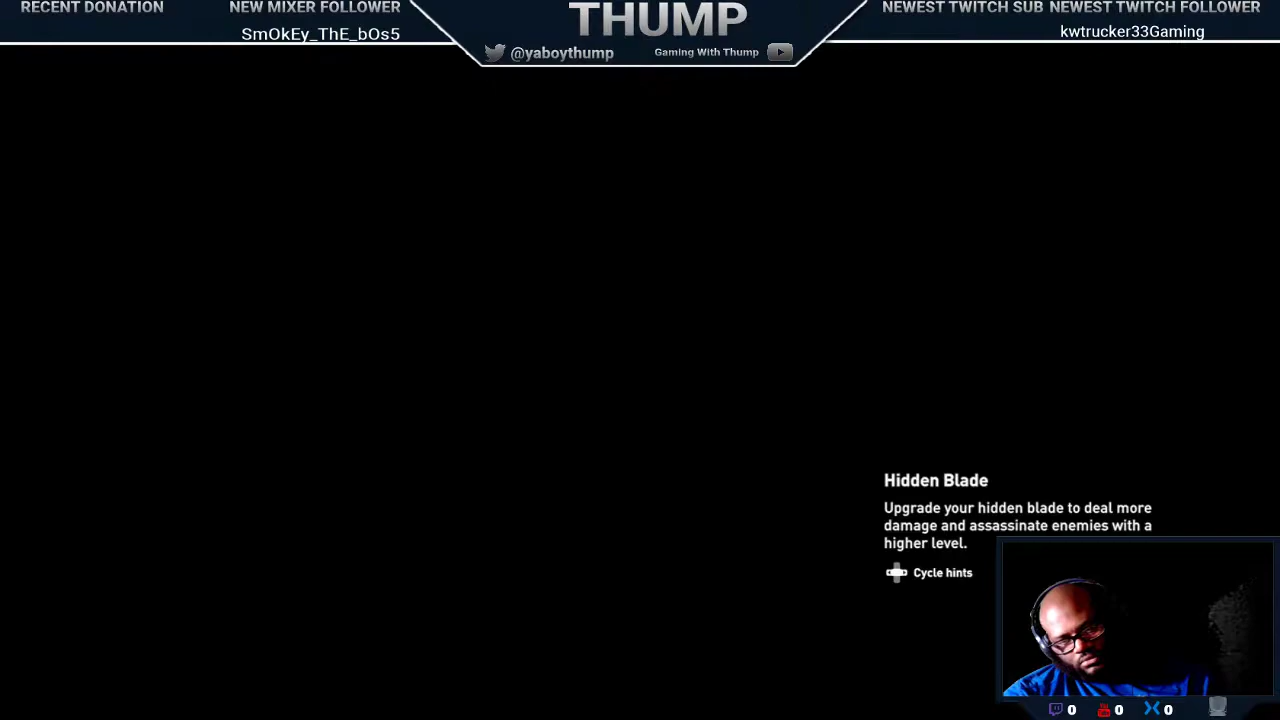 RECENT DONATION
NEW MIXER FOLLOWER
SmOkEy_ThE_bOs5
THUMP
@yaboythump
Gaming With Thump
NEWEST TWITCH SUB
NEWEST TWITCH FOLLOWER
kwtrucker33Gaming
Hidden Blade
Upgrade your hidden blade to deal more
damage and assassinate enemies with a
higher level.
Cycle hints
0
0
0